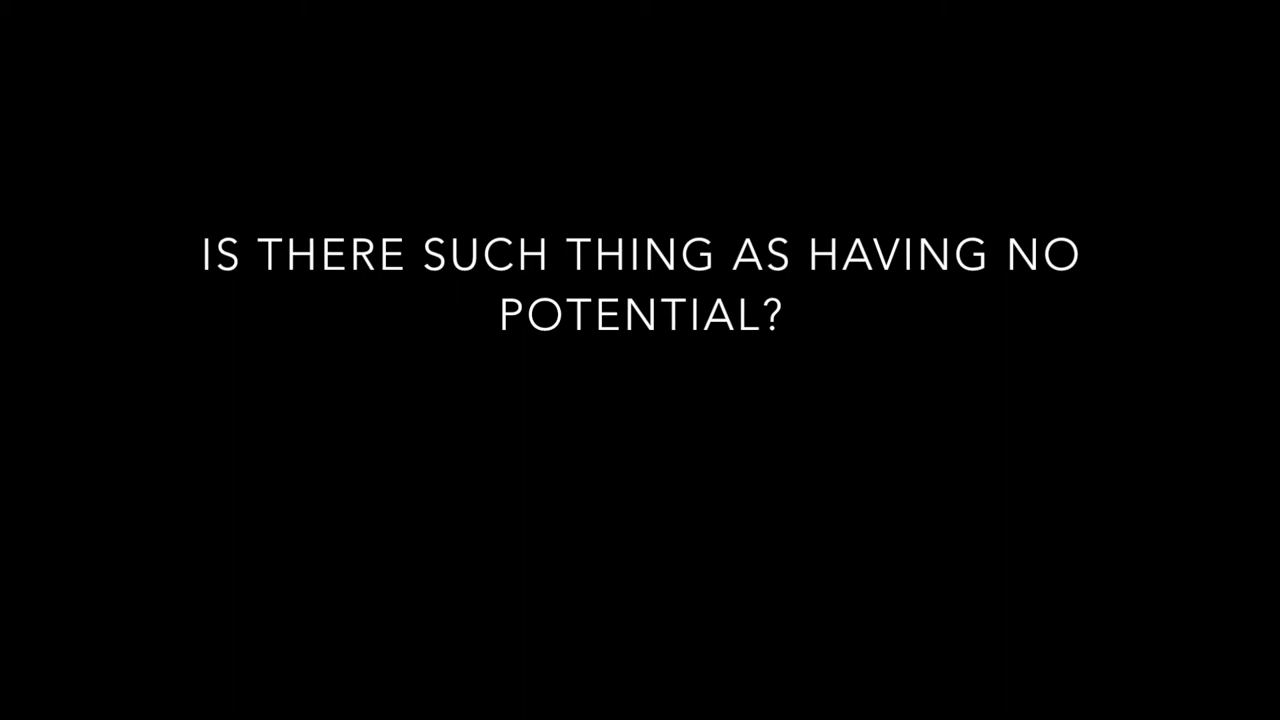 IS THERE SUCH THING AS HAVING NO
POTENTIAL?